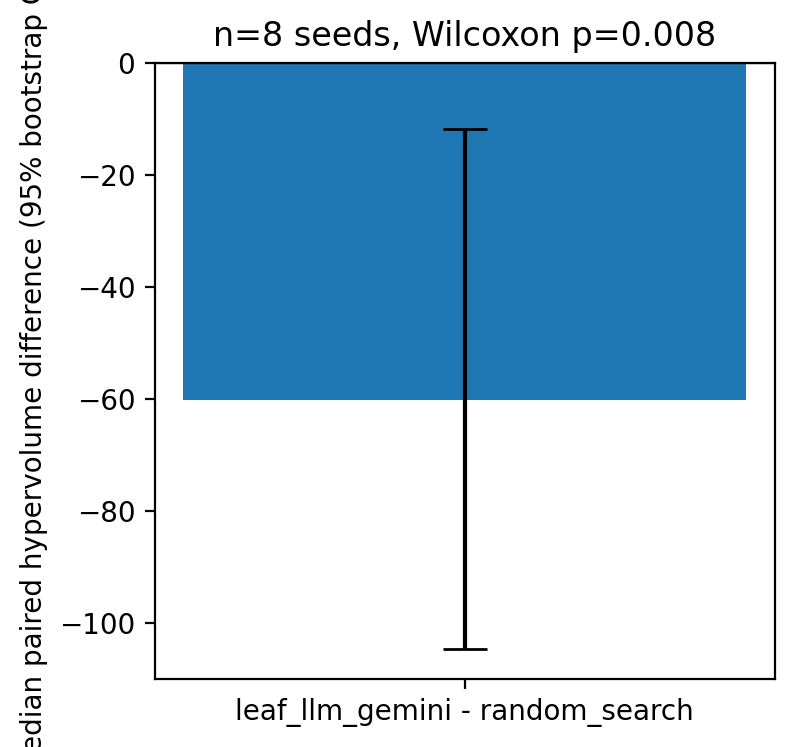 n=8 seeds, Wilcoxon p=0.008
edian paired hypervolume difference (95% bootstrap
0
−20
−40
−60
−80
−100
leaf_llm_gemini - random_search